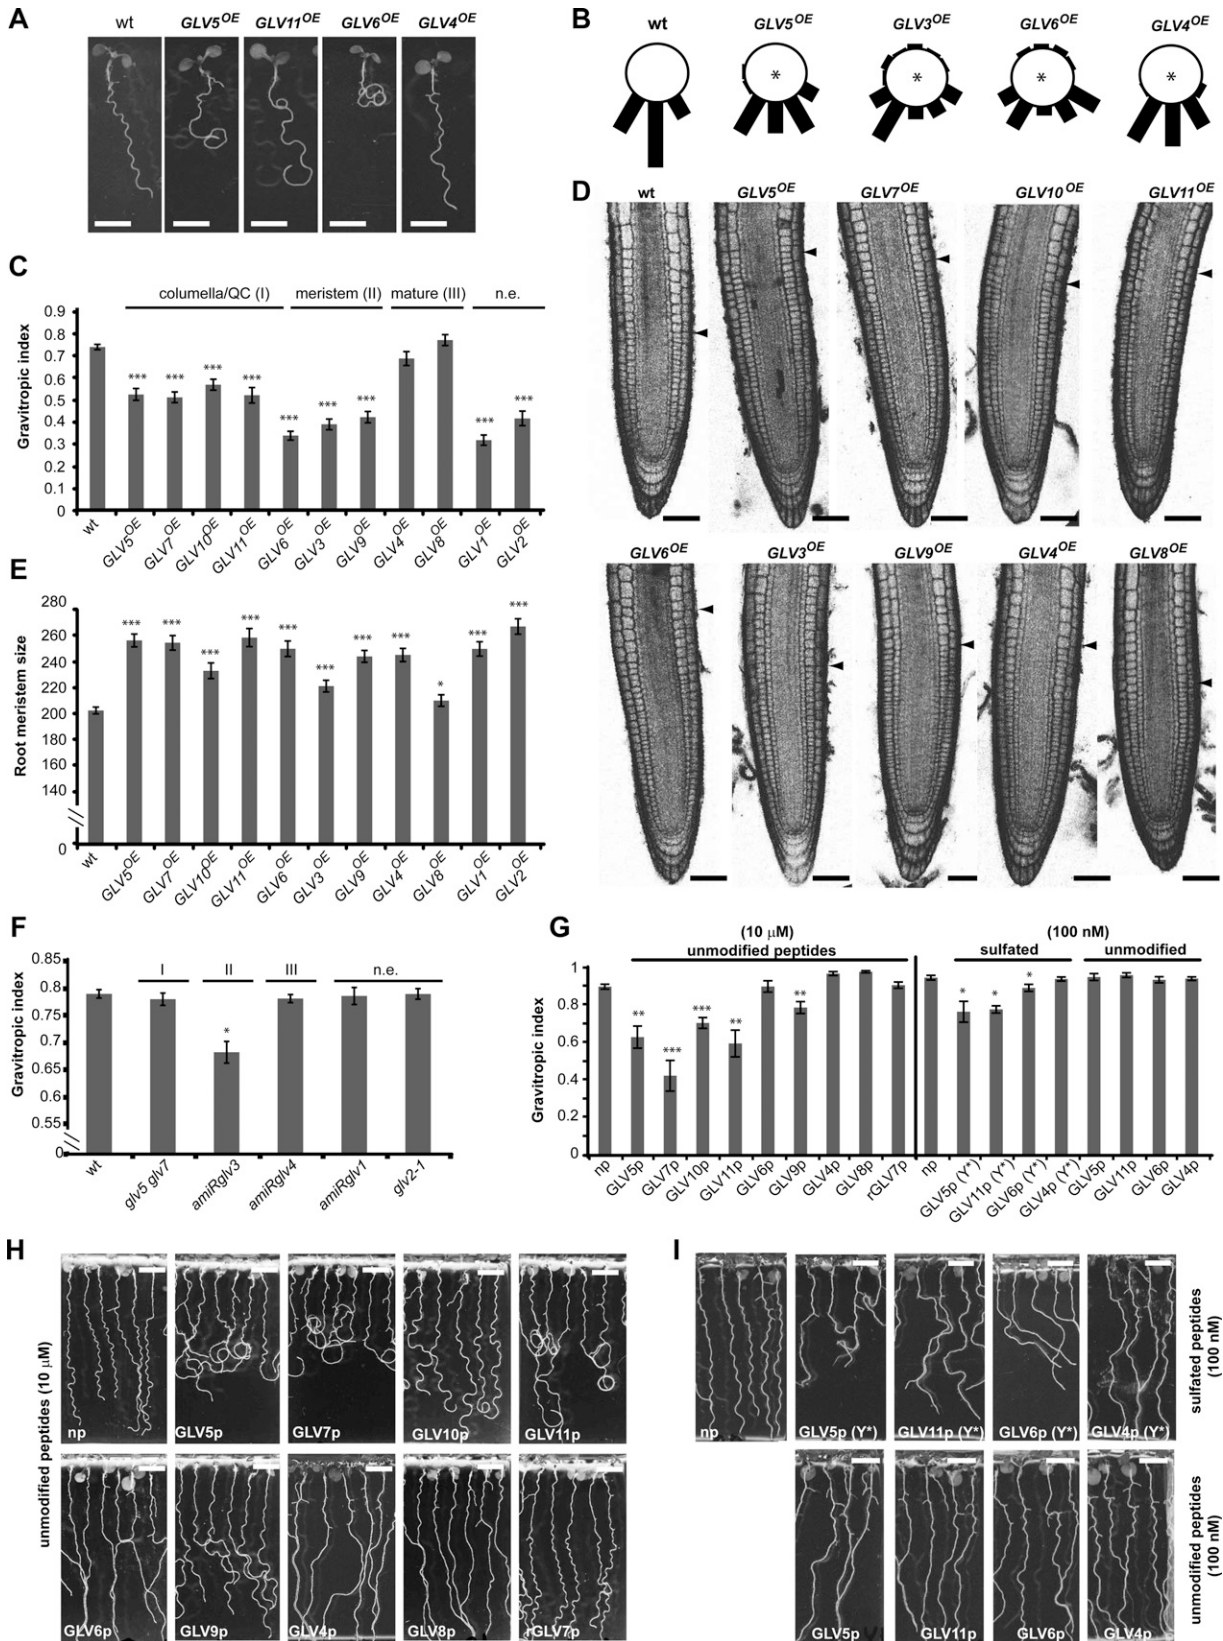 A
wt GLV5OE GLV11OE GLV6OE GLV4OE
B
wt GLV5OE GLV3OE GLV6OE GLV4OE
* * * *
C
columella/QC (I) meristem (II) mature (III) n.e.
Gravitropic index
0.9
0.8
0.7
0.6
0.5
0.4
0.3
0.2
0.1
0
*** *** *** *** *** *** *** *** ***
wt GLV5OE GLV7OE GLV10OE GLV11OE GLV6OE GLV3OE GLV9OE GLV4OE GLV8OE GLV1OE GLV2OE
D
wt GLV5OE GLV7OE GLV10OE GLV11OE
GLV6OE GLV3OE GLV9OE GLV4OE GLV8OE
E
Root meristem size
280
260
240
220
200
180
160
140
0
*** *** *** *** *** *** *** *** * *** ***
wt GLV5OE GLV7OE GLV10OE GLV11OE GLV6OE GLV3OE GLV9OE GLV4OE GLV8OE GLV1OE GLV2OE
F
I II III n.e.
Gravitropic index
0.85
0.8
0.75
0.7
0.65
0.6
0.55
0
*
wt glv5 glv7 amiRglv3 amiRglv4 amiRglv1 glv2-1
G
(10 μM) (100 nM)
unmodified peptides sulfated unmodified
Gravitropic index
1
0.8
0.6
0.4
0.2
0
** *** *** ** ** * * *
np GLV5p GLV7p GLV10p GLV11p GLV6p GLV9p GLV4p GLV8p rGLV7p np GLV5p (Y*) GLV11p (Y*) GLV6p (Y*) GLV4p (Y*) GLV5p GLV11p GLV6p GLV4p
H
unmodified peptides (10 μM)
np GLV5p GLV7p GLV10p GLV11p
GLV6p GLV9p GLV4p GLV8p rGLV7p
I
np GLV5p (Y*) GLV11p (Y*) GLV6p (Y*) GLV4p (Y*)
sulfated peptides
(100 nM)
GLV5p GLV11p GLV6p GLV4p
unmodified peptides
(100 nM)